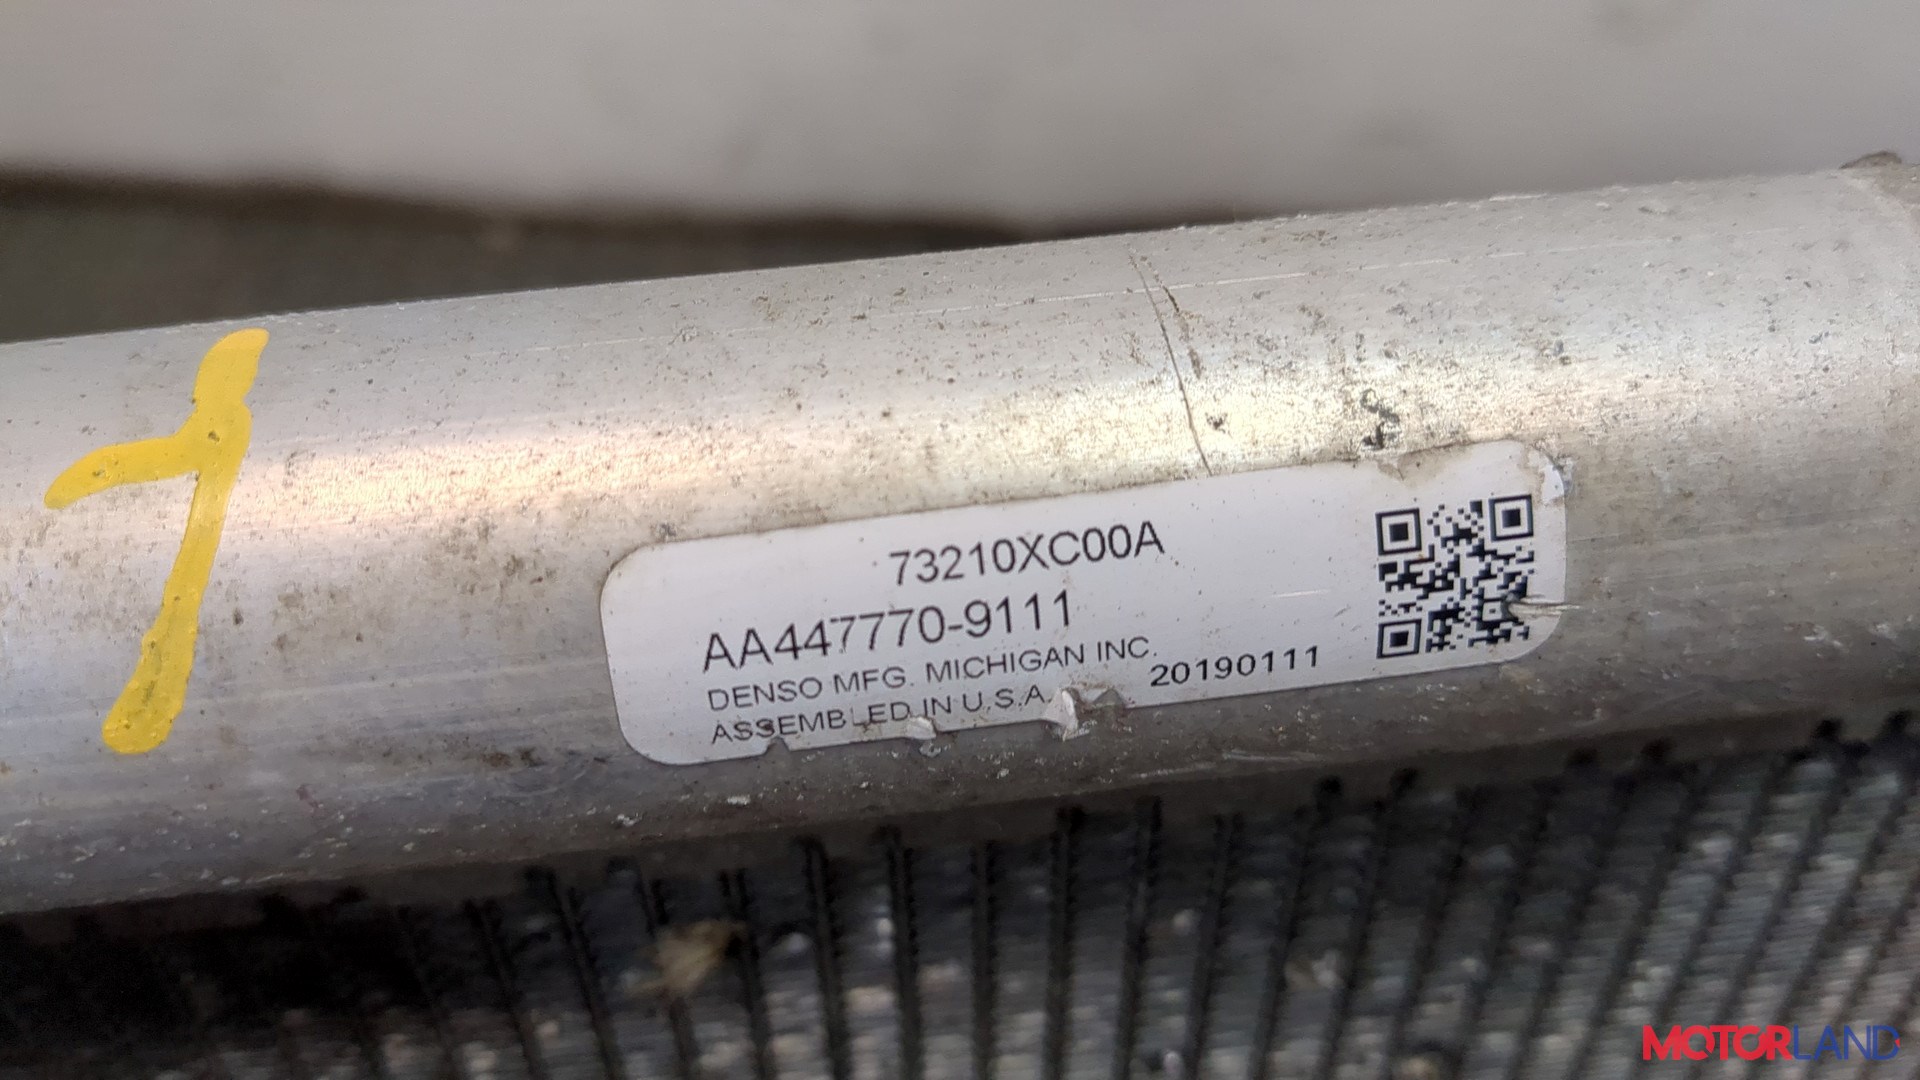 73210XC00A
AA447770-9111
DENSO MFG. MICHIGAN INC.
ASSEMBLED IN U.S.A. 20190111
MOTORLAND